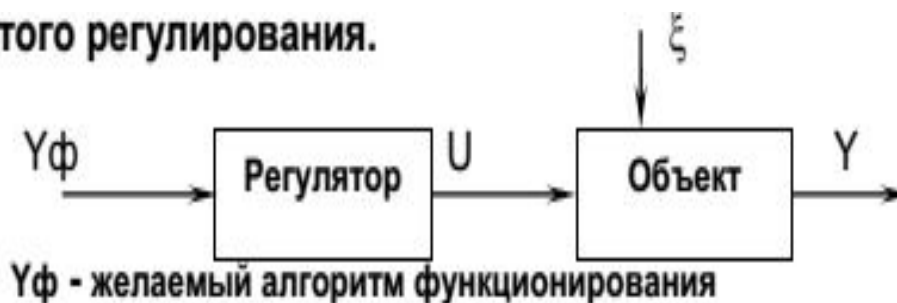 того регулирования.
ξ
Yф
Регулятор
U
Объект
Y
Yф - желаемый алгоритм функционирования